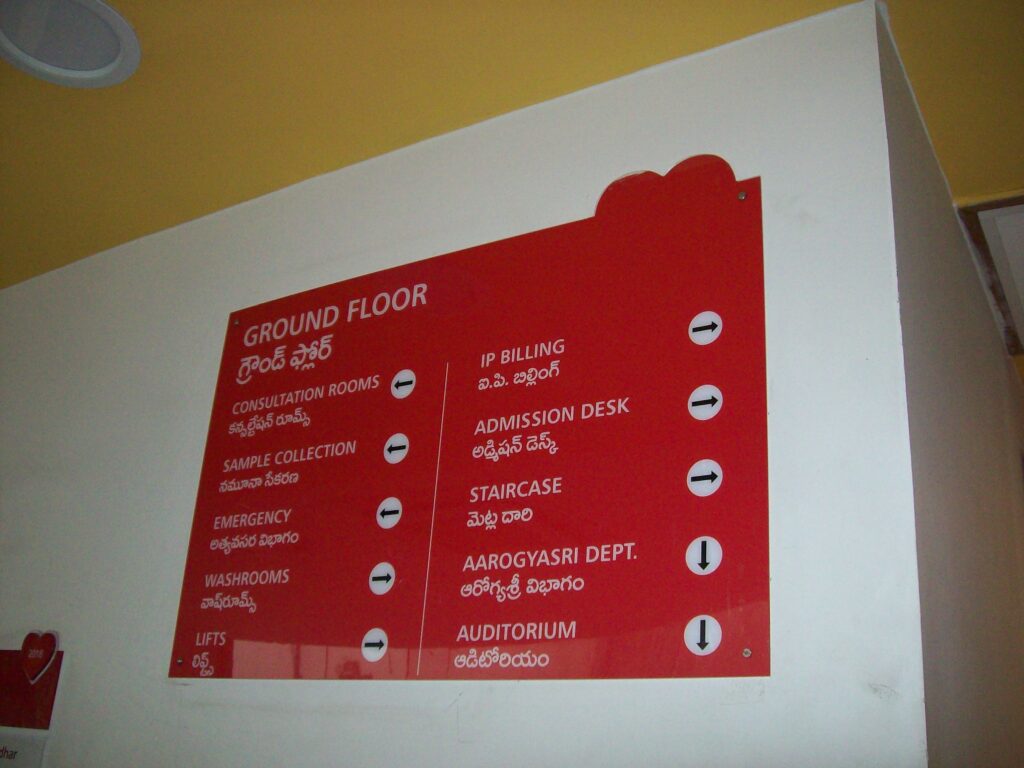 GROUND FLOOR
గ్రౌండ్ ఫ్లోర్
CONSULTATION ROOMS
కన్సల్టేషన్ రూమ్స్
SAMPLE COLLECTION
నమూనా సేకరణ
EMERGENCY
అత్యవసర విభాగం
WASHROOMS
వాష్‌రూమ్స్
LIFTS
లిఫ్ట్స్
IP BILLING
ఐ.పి. బిల్లింగ్
ADMISSION DESK
అడ్మిషన్ డెస్క్
STAIRCASE
మెట్ల దారి
AAROGYASRI DEPT.
ఆరోగ్యశ్రీ విభాగం
AUDITORIUM
ఆడిటోరియం
2016
dhar